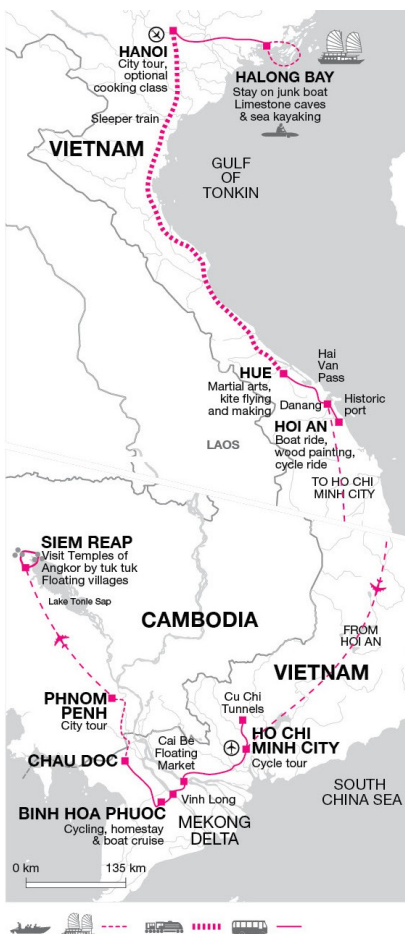 HANOI
City tour,
optional
cooking class
HALONG BAY
Stay on junk boat
Limestone caves
& sea kayaking
Sleeper train
VIETNAM
GULF
OF
TONKIN
HUE
Martial arts,
kite flying
and making
Hai
Van
Pass
Danang
Historic
port
HOI AN
Boat ride,
wood painting,
cycle ride
LAOS
TO HO CHI
MINH CITY
SIEM REAP
Visit Temples of
Angkor by tuk tuk
Floating villages
Lake Tonle Sap
CAMBODIA
FROM
HOI AN
VIETNAM
PHNOM
PENH
City tour
Cu Chi
Tunnels
HO CHI
MINH CITY
Cycle tour
CHAU DOC
Cai Be
Floating
Market
BINH HOA PHUOC
Cycling, homestay
& boat cruise
Vinh Long
MEKONG
DELTA
SOUTH
CHINA SEA
0 km
135 km